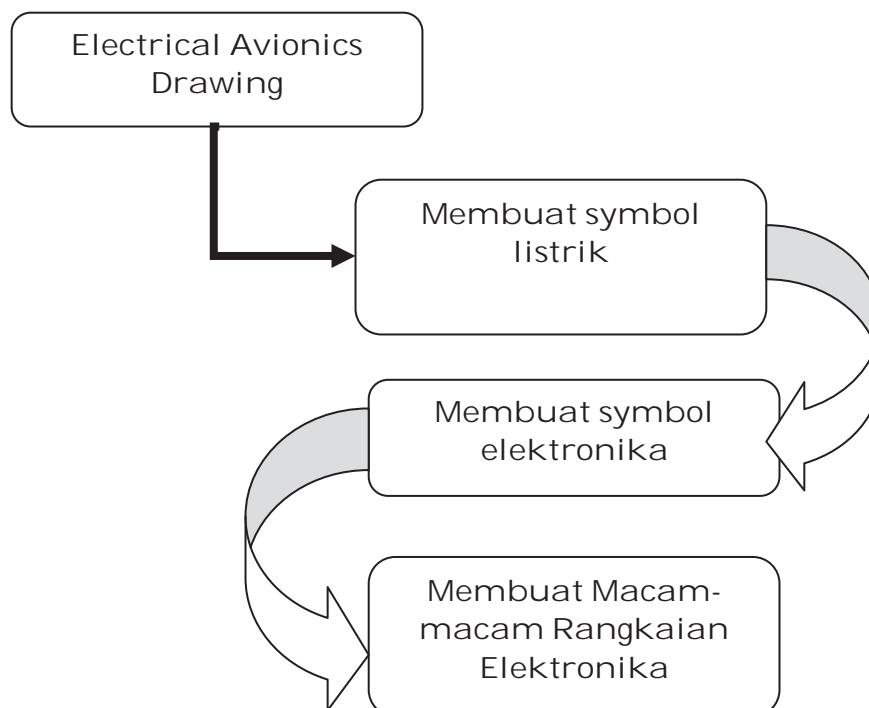 Electrical Avionics
Drawing
Membuat symbol
listrik
Membuat symbol
elektronika
Membuat Macam-
macam Rangkaian
Elektronika